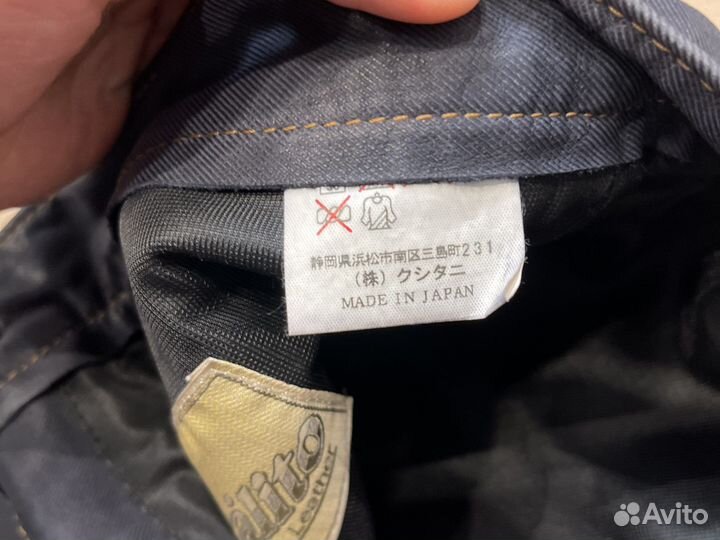 静岡県浜松市南区三島町231
(株) クシタニ
MADE IN JAPAN
Leather
Avito